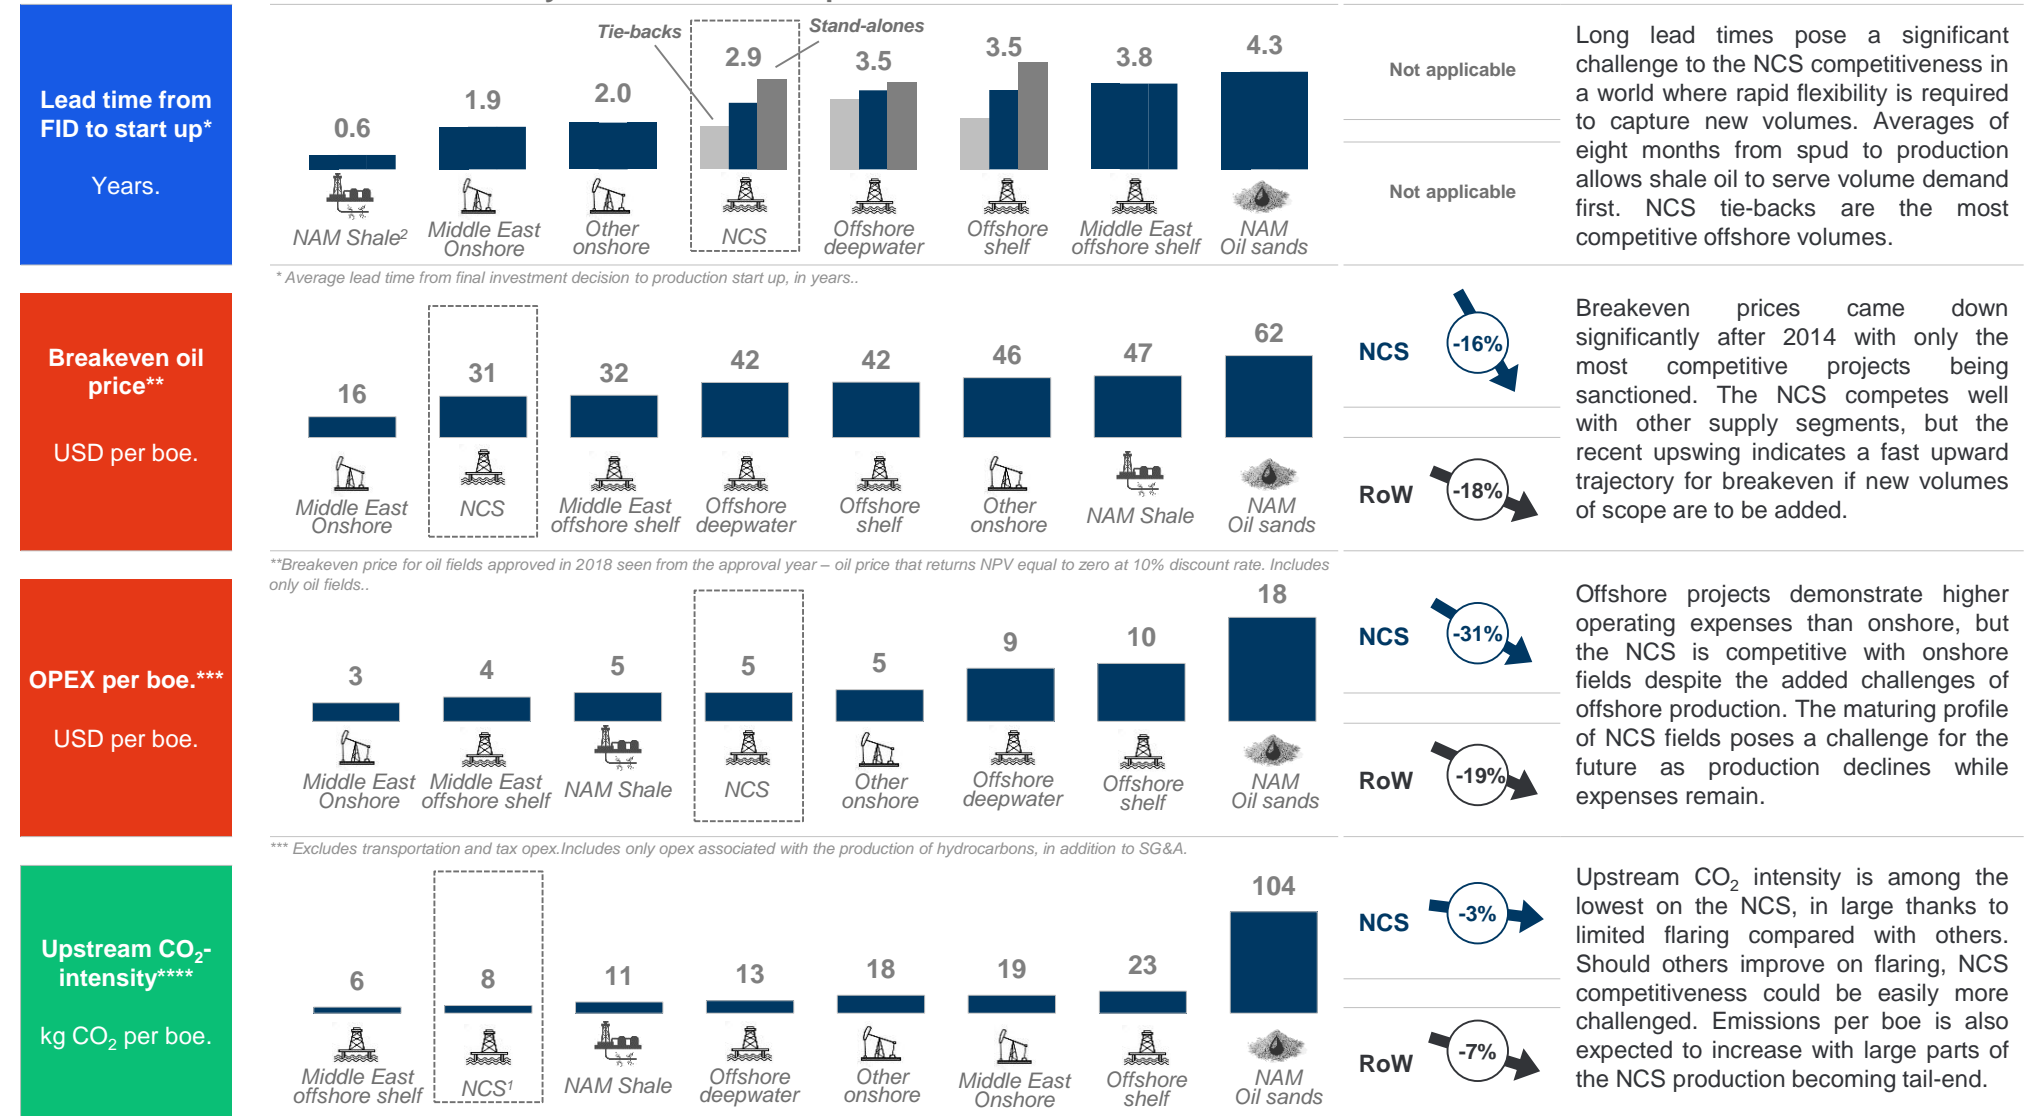 Lead time from
FID to start up*
Years.
Tie-backs
Stand-alones
0.6
1.9
2.0
2.9
3.5
3.5
3.8
4.3
NAM Shale²
Middle East
Onshore
Other
onshore
NCS
Offshore
deepwater
Offshore
shelf
Middle East
offshore shelf
NAM
Oil sands
Not applicable
Not applicable
Long lead times pose a significant
challenge to the NCS competitiveness in
a world where rapid flexibility is required
to capture new volumes. Averages of
eight months from spud to production
allows shale oil to serve volume demand
first. NCS tie-backs are the most
competitive offshore volumes.
* Average lead time from final investment decision to production start up, in years..
Breakeven oil
price**
USD per boe.
16
31
32
42
42
46
47
62
Middle East
Onshore
NCS
Middle East
offshore shelf
Offshore
deepwater
Offshore
shelf
Other
onshore
NAM Shale
NAM
Oil sands
NCS
-16%
RoW
-18%
Breakeven prices came down
significantly after 2014 with only the
most competitive projects being
sanctioned. The NCS competes well
with other supply segments, but the
recent upswing indicates a fast upward
trajectory for breakeven if new volumes
of scope are to be added.
**Breakeven price for oil fields approved in 2018 seen from the approval year – oil price that returns NPV equal to zero at 10% discount rate. Includes
only oil fields..
OPEX per boe.***
USD per boe.
3
4
5
5
5
9
10
18
Middle East
Onshore
Middle East
offshore shelf
NAM Shale
NCS
Other
onshore
Offshore
deepwater
Offshore
shelf
NAM
Oil sands
NCS
-31%
RoW
-19%
Offshore projects demonstrate higher
operating expenses than onshore, but
the NCS is competitive with onshore
fields despite the added challenges of
offshore production. The maturing profile
of NCS fields poses a challenge for the
future as production declines while
expenses remain.
*** Excludes transportation and tax opex.Includes only opex associated with the production of hydrocarbons, in addition to SG&A.
Upstream CO₂-
intensity****
kg CO₂ per boe.
6
8
11
13
18
19
23
104
Middle East
offshore shelf
NCS¹
NAM Shale
Offshore
deepwater
Other
onshore
Middle East
Onshore
Offshore
shelf
NAM
Oil sands
NCS
-3%
RoW
-7%
Upstream CO₂ intensity is among the
lowest on the NCS, in large thanks to
limited flaring compared with others.
Should others improve on flaring, NCS
competitiveness could be easily more
challenged. Emissions per boe is also
expected to increase with large parts of
the NCS production becoming tail-end.